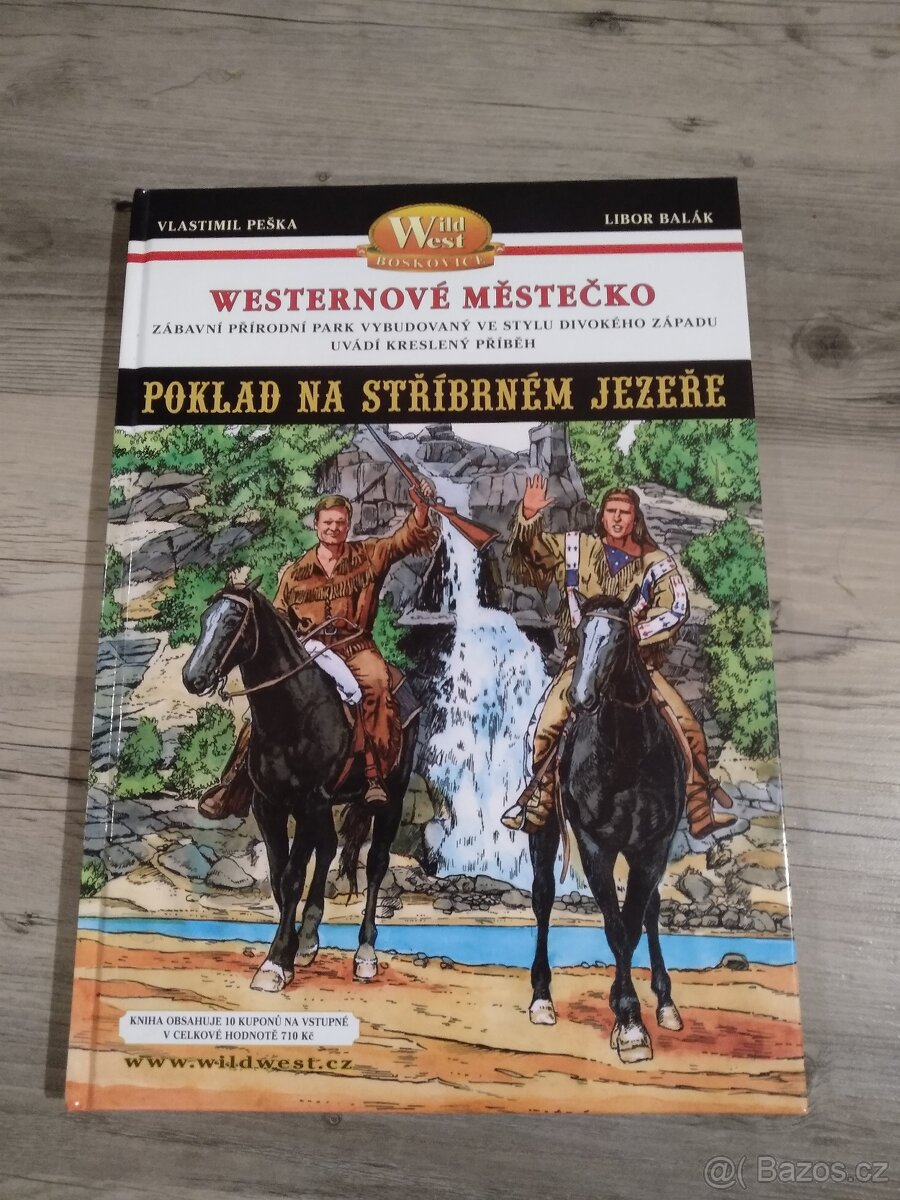 VLASTIMIL PEŠKA
LIBOR BALÁK
Wild
West
BOSKOVICE
WESTERNOVÉ MĚSTEČKO
ZÁBAVNÍ PŘÍRODNÍ PARK VYBUDOVANÝ VE STYLU DIVOKÉHO ZÁPADU
UVÁDÍ KRESLENÝ PŘÍBĚH
POKLAD NA STŘÍBRNÉM JEZEŘE
KNIHA OBSAHUJE 10 KUPONŮ NA VSTUPNÉ
V CELKOVÉ HODNOTĚ 710 Kč
www.wildwest.cz
@( Bazos.cz